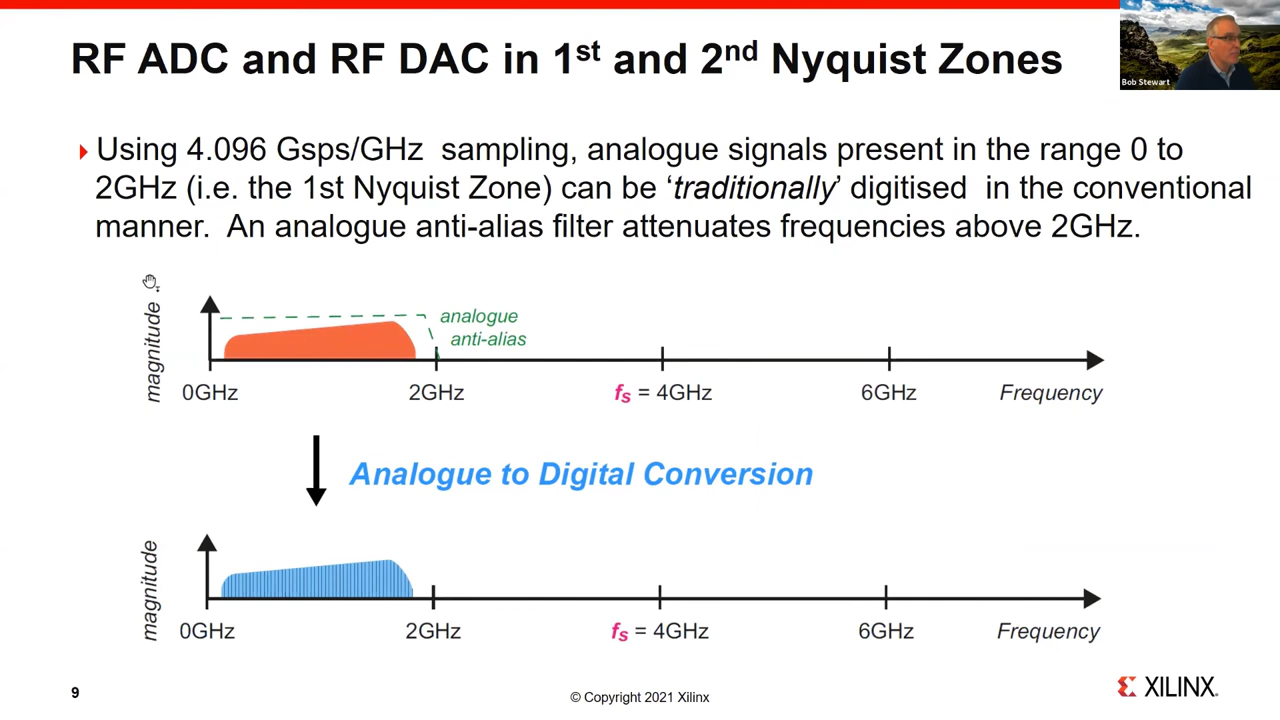 RF ADC and RF DAC in 1st and 2nd Nyquist Zones
Bob Stewart
Using 4.096 Gsps/GHz sampling, analogue signals present in the range 0 to
2GHz (i.e. the 1st Nyquist Zone) can be ‘traditionally’ digitised in the conventional
manner. An analogue anti-alias filter attenuates frequencies above 2GHz.
magnitude
analogue
anti-alias
0GHz 2GHz fs = 4GHz 6GHz Frequency
Analogue to Digital Conversion
magnitude
0GHz 2GHz fs = 4GHz 6GHz Frequency
9
© Copyright 2021 Xilinx
XILINX.